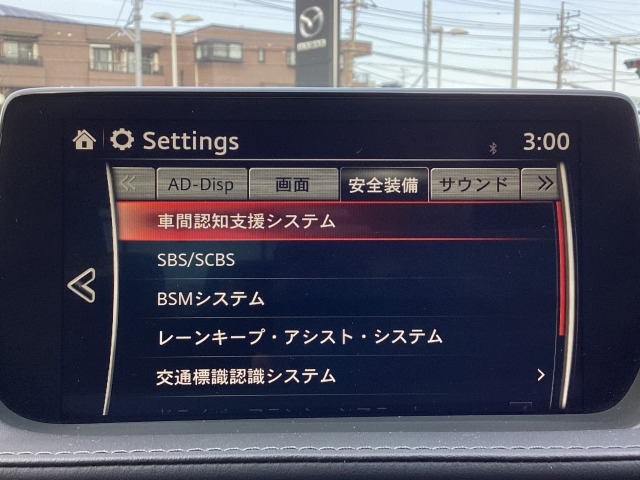 Settings
3:00
AD-Disp
画面
安全装備
サウンド
車間認知支援システム
SBS/SCBS
BSMシステム
レーンキープ・アシスト・システム
交通標識認識システム